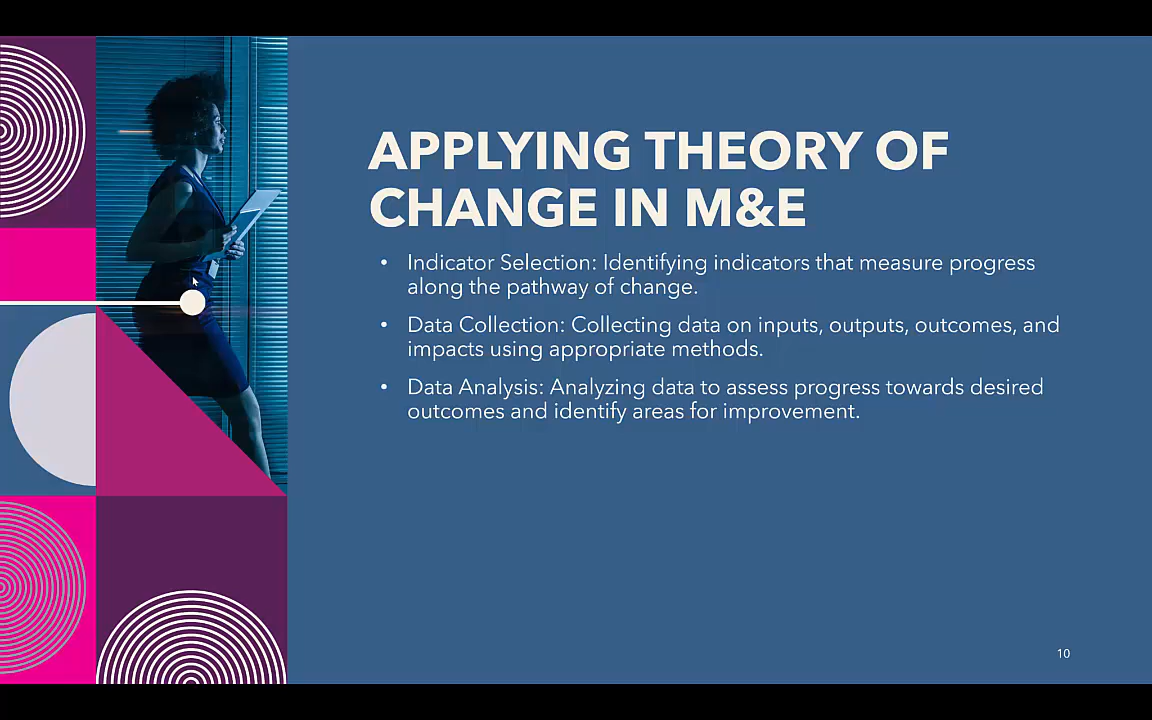 APPLYING THEORY OF
CHANGE IN M&E
• Indicator Selection: Identifying indicators that measure progress
along the pathway of change.
• Data Collection: Collecting data on inputs, outputs, outcomes, and
impacts using appropriate methods.
• Data Analysis: Analyzing data to assess progress towards desired
outcomes and identify areas for improvement.
10